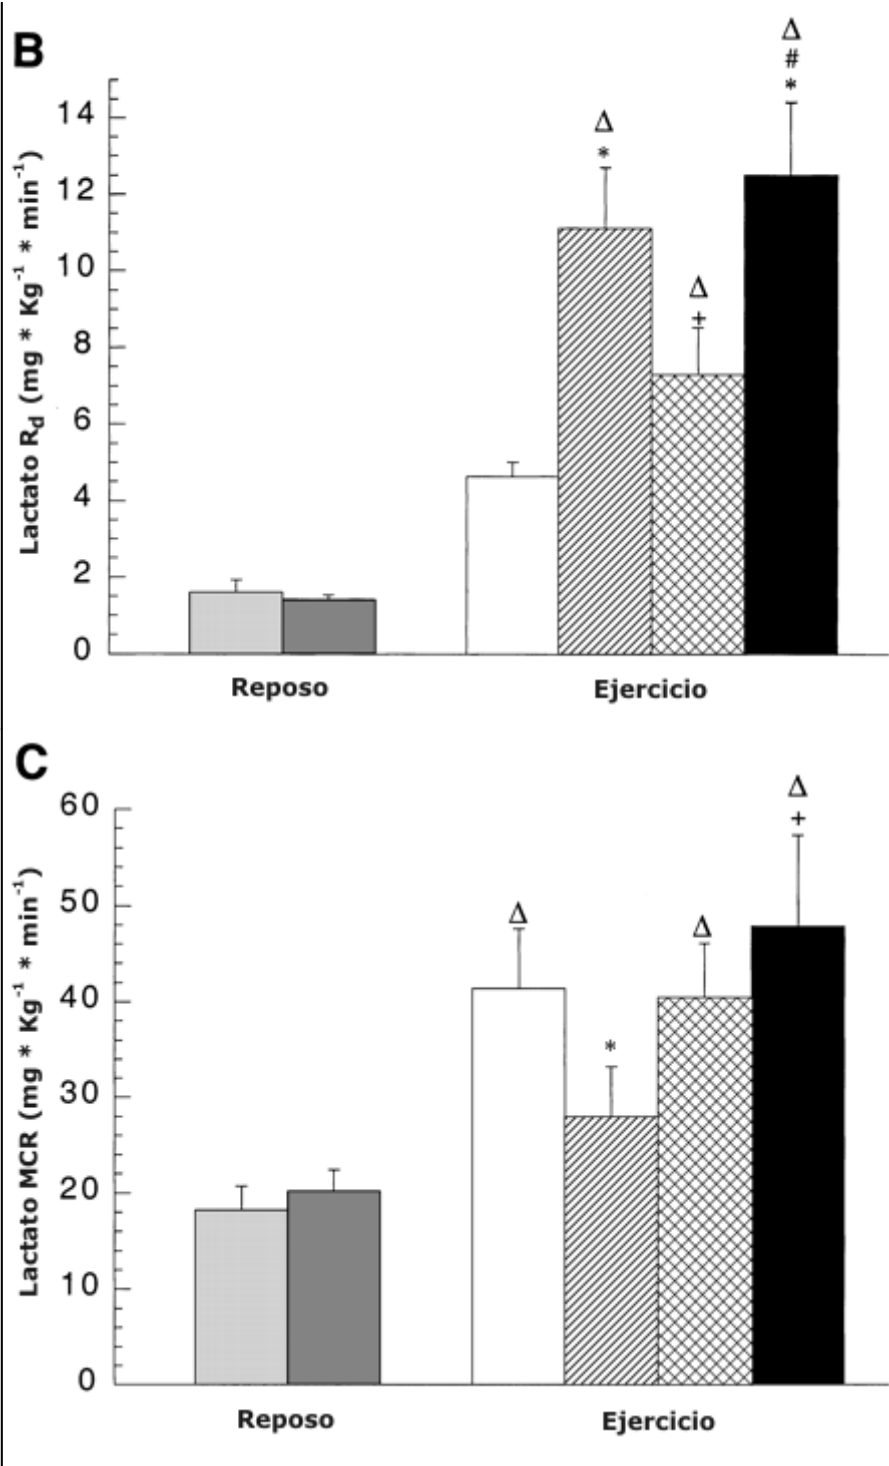 B
Δ
#
*
Δ
*
Δ
+
14
12
10
8
6
4
2
0
Lactato Rd (mg * Kg⁻¹ * min⁻¹)
Reposo
Ejercicio
C
Δ
+
Δ
Δ
*
60
50
40
30
20
10
0
Lactato MCR (mg * Kg⁻¹ * min⁻¹)
Reposo
Ejercicio